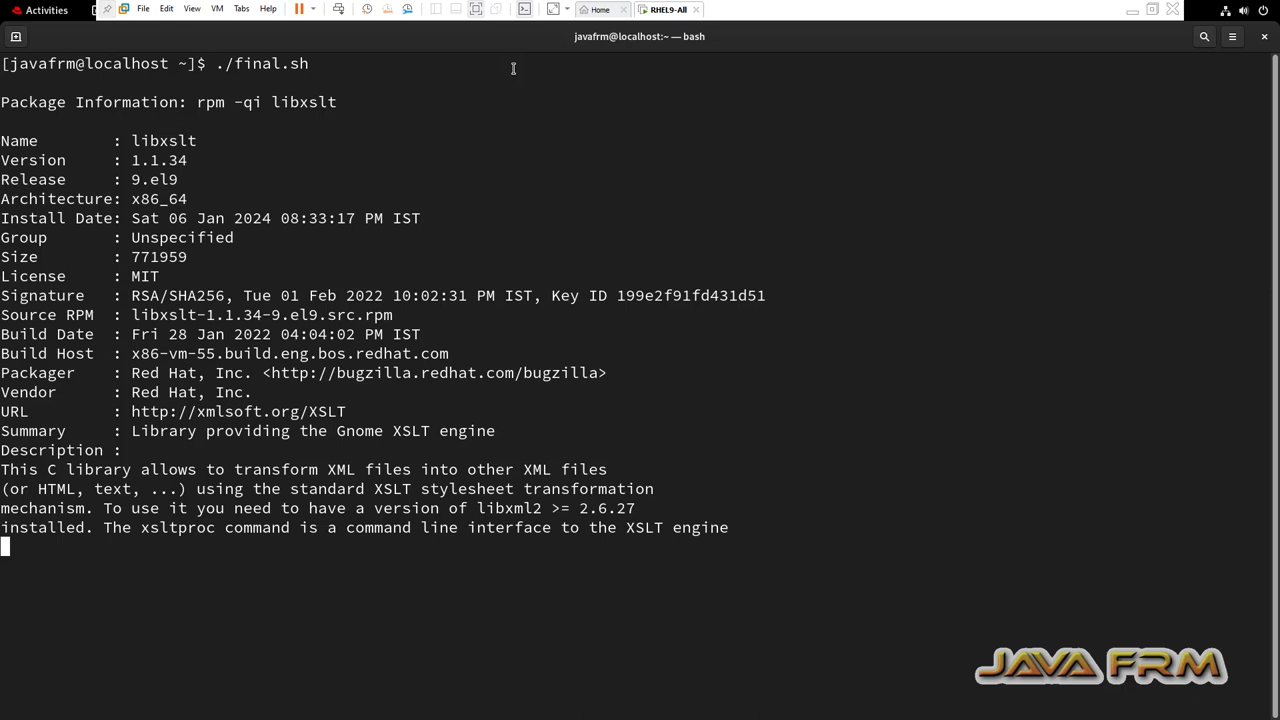 Activities File Edit View VM Tabs Help Home RHEL9-All
javafrm@localhost:~ — bash
[javafrm@localhost ~]$ ./final.sh
Package Information: rpm -qi libxslt
Name : libxslt
Version : 1.1.34
Release : 9.el9
Architecture: x86_64
Install Date: Sat 06 Jan 2024 08:33:17 PM IST
Group : Unspecified
Size : 771959
License : MIT
Signature : RSA/SHA256, Tue 01 Feb 2022 10:02:31 PM IST, Key ID 199e2f91fd431d51
Source RPM : libxslt-1.1.34-9.el9.src.rpm
Build Date : Fri 28 Jan 2022 04:04:02 PM IST
Build Host : x86-vm-55.build.eng.bos.redhat.com
Packager : Red Hat, Inc. <http://bugzilla.redhat.com/bugzilla>
Vendor : Red Hat, Inc.
URL : http://xmlsoft.org/XSLT
Summary : Library providing the Gnome XSLT engine
Description :
This C library allows to transform XML files into other XML files
(or HTML, text, ...) using the standard XSLT stylesheet transformation
mechanism. To use it you need to have a version of libxml2 >= 2.6.27
installed. The xsltproc command is a command line interface to the XSLT engine
JAVA FRM